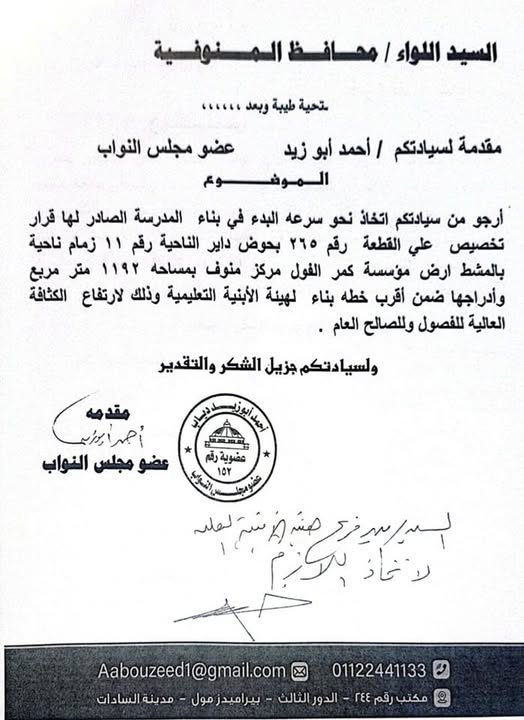 السيد اللواء / محافظ المنوفية
تحية طيبة وبعد ،،،،،،
مقدمة لسيادتكم / أحمد أبو زيد عضو مجلس النواب
الموضوع
أرجو من سيادتكم اتخاذ نحو سرعه البدء في بناء المدرسة الصادر لها قرار
تخصيص علي القطعة رقم ٢٦٥ بحوض داير الناحية رقم ١١ زمام ناحية
بالمشط ارض مؤسسة كمر الفول مركز منوف بمساحه ١١٩٢ متر مربع
وأدراجها ضمن أقرب خطه بناء لهيئة الأبنية التعليمية وذلك لارتفاع الكثافة
العالية للفصول وللصالح العام .
ولسيادتكم جزيل الشكر والتقدير
مقدمه
أحمد أبوزيد
عضو مجلس النواب
أحمد أبوزيد دياب
عضوية رقم
١٥٢
عضو مجلس النواب
السيد مدير فرع هيئة الأبنية التعليمية
لاتخاذ اللازم
Aabouzeed1@gmail.com 01122441133
مكتب رقم ٢٤٤ - الدور الثالث - بيراميدز مول - مدينة السادات